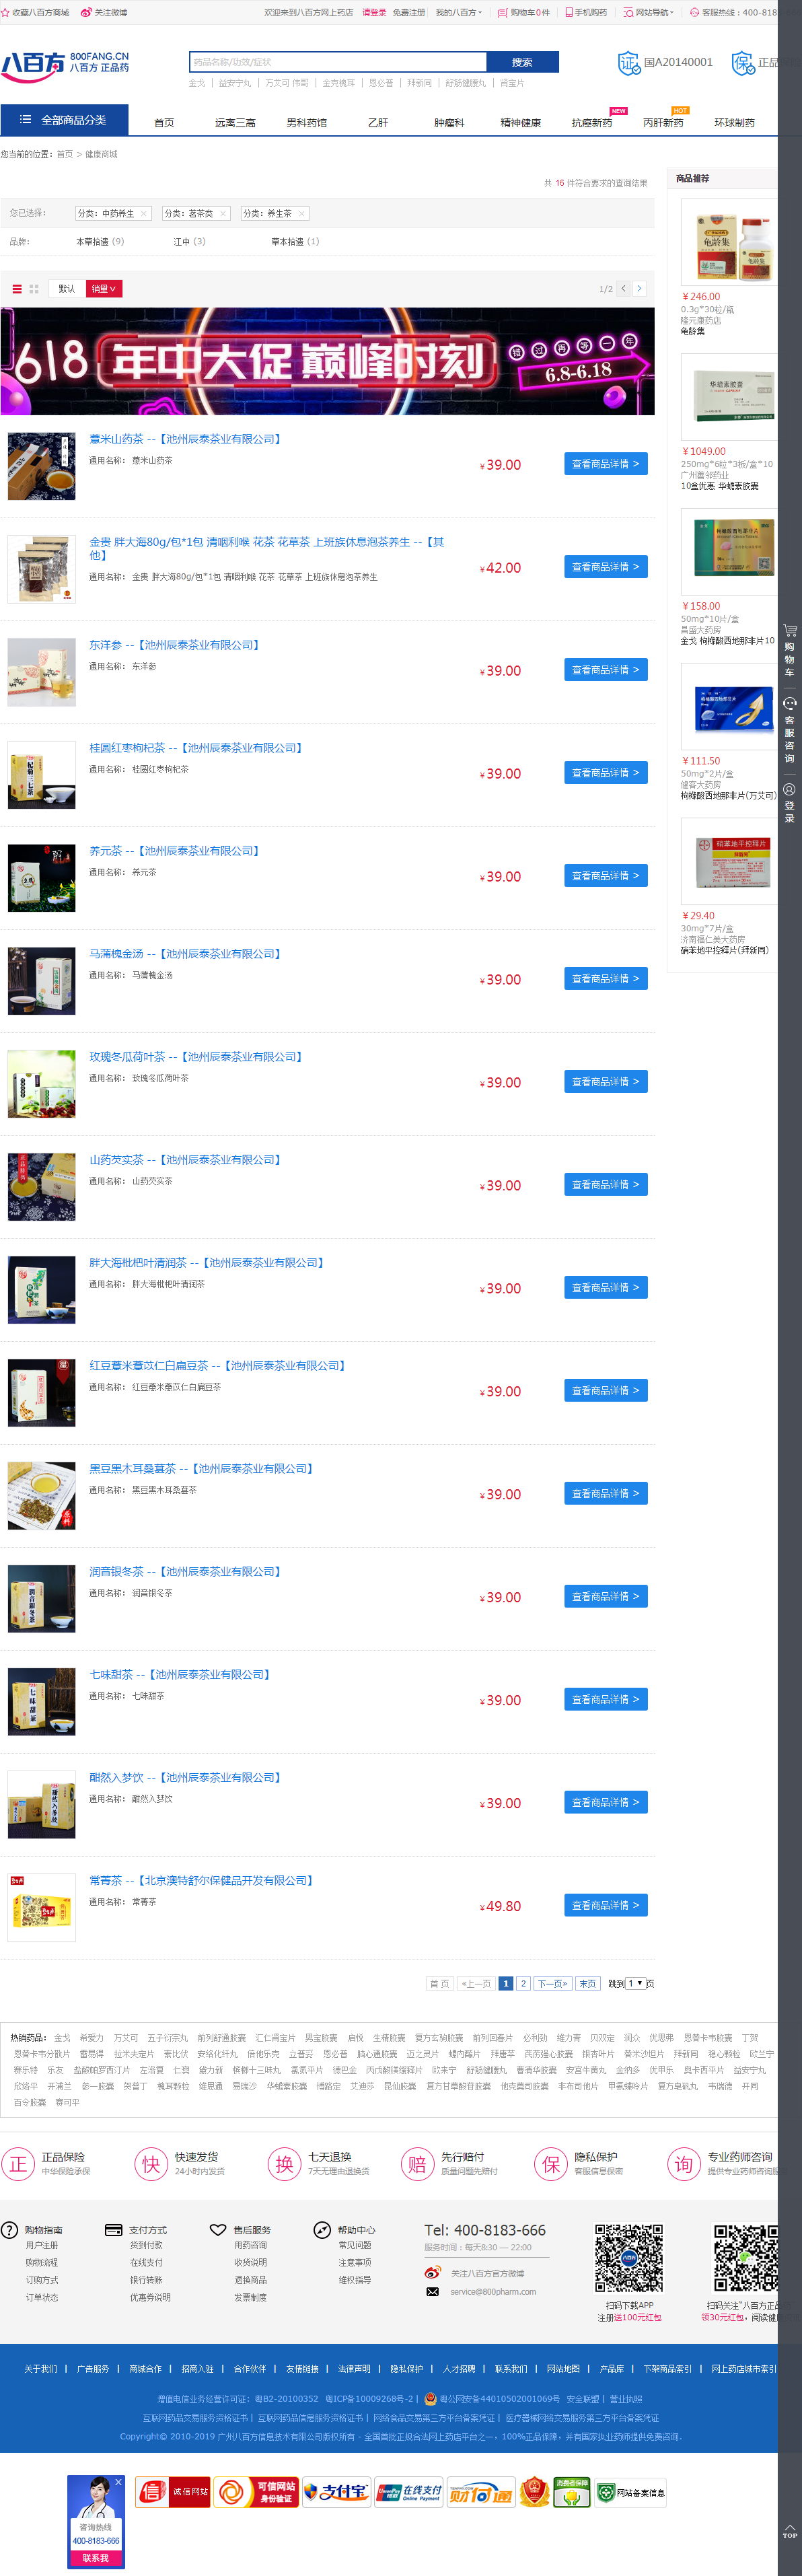 收藏八百方商城 关注微博 欢迎来到八百方网上药店 请登录 免费注册 我的八百方 购物车0件 手机购药 网站导航 客服热线：400-818
八百方 800FANG.CN
八百方 正品药
药品名称/功效/症状 搜索
金戈 益安宁丸 万艾可 伟哥 金克槐耳 恩必普 拜新同 舒筋健腰丸 肾宝片
国A20140001
全部商品分类 首页 远离三高 男科药馆 乙肝 肿瘤科 精神健康 抗癌新药 NEW 丙肝新药 HOT 环球制药
您当前的位置：首页 > 健康商城
共 16 件符合要求的查询结果
您已选择： 分类：中药养生 分类：茗茶类 分类：养生茶
品牌： 本草拾遗 (9) 江中 (3) 草本拾遗 (1)
默认 销量 1/2
618 年中大促 巅峰时刻 错过再等一年 6.8-6.18
薏米山药茶 --【池州辰泰茶业有限公司】
通用名称： 薏米山药茶
¥39.00 查看商品详情 >
金贵 胖大海80g/包*1包 清咽利喉 花茶 花草茶 上班族休息泡茶养生 --【其
他】
通用名称： 金贵 胖大海80g/包*1包 清咽利喉 花茶 花草茶 上班族休息泡茶养生
¥42.00 查看商品详情 >
东洋参 --【池州辰泰茶业有限公司】
通用名称： 东洋参
¥39.00 查看商品详情 >
桂圆红枣枸杞茶 --【池州辰泰茶业有限公司】
通用名称： 桂圆红枣枸杞茶
¥39.00 查看商品详情 >
养元茶 --【池州辰泰茶业有限公司】
通用名称： 养元茶
¥39.00 查看商品详情 >
马蒲槐金汤 --【池州辰泰茶业有限公司】
通用名称： 马蒲槐金汤
¥39.00 查看商品详情 >
玫瑰冬瓜荷叶茶 --【池州辰泰茶业有限公司】
通用名称： 玫瑰冬瓜荷叶茶
¥39.00 查看商品详情 >
山药芡实茶 --【池州辰泰茶业有限公司】
通用名称： 山药芡实茶
¥39.00 查看商品详情 >
胖大海枇杷叶清润茶 --【池州辰泰茶业有限公司】
通用名称： 胖大海枇杷叶清润茶
¥39.00 查看商品详情 >
红豆薏米薏苡仁白扁豆茶 --【池州辰泰茶业有限公司】
通用名称： 红豆薏米薏苡仁白扁豆茶
¥39.00 查看商品详情 >
黑豆黑木耳桑葚茶 --【池州辰泰茶业有限公司】
通用名称： 黑豆黑木耳桑葚茶
¥39.00 查看商品详情 >
润音银冬茶 --【池州辰泰茶业有限公司】
通用名称： 润音银冬茶
¥39.00 查看商品详情 >
七味甜茶 --【池州辰泰茶业有限公司】
通用名称： 七味甜茶
¥39.00 查看商品详情 >
酣然入梦饮 --【池州辰泰茶业有限公司】
通用名称： 酣然入梦饮
¥39.00 查看商品详情 >
常菁茶 --【北京澳特舒尔保健品开发有限公司】
通用名称： 常菁茶
¥49.80 查看商品详情 >
首 页 «上一页 1 2 下一页» 末页 跳到 1 页
商品推荐
¥246.00
0.3g*30粒/瓶
隆元康药店
龟龄集
¥1049.00
250mg*6粒*3板/盒*10
广州置邻药业
10盒优惠 华蟾素胶囊
¥158.00
50mg*10片/盒
昌盛大药房
金戈 枸橼酸西地那非片10
¥111.50
50mg*2片/盒
健客大药房
枸橼酸西地那非片(万艾可)
¥29.40
30mg*7片/盒
济南福仁美大药房
硝苯地平控释片(拜新同)
购物车
客服咨询
登录
热销药品： 金戈 希爱力 万艾可 五子衍宗丸 前列舒通胶囊 汇仁肾宝片 男宝胶囊 启悦 生精胶囊 复方玄驹胶囊 前列回春片 必利劲 维力青 贝双定 润众 优思弗 恩替卡韦胶囊 丁贺
恩替卡韦分散片 雷易得 拉米夫定片 素比伏 安络化纤丸 倍他乐克 立普妥 恩必普 脑心通胶囊 迈之灵片 螺内酯片 拜唐苹 芪苈强心胶囊 银杏叶片 替米沙坦片 拜新同 稳心颗粒 欧兰宁
赛乐特 乐友 盐酸帕罗西汀片 左洛复 仁澳 黛力新 槟榔十三味丸 氯氮平片 德巴金 丙戊酸镁缓释片 欧来宁 舒筋健腰丸 曹清华胶囊 安宫牛黄丸 金纳多 优甲乐 奥卡西平片 益安宁丸
欣络平 开浦兰 参一胶囊 贺普丁 槐耳颗粒 维思通 易瑞沙 华蟾素胶囊 博路定 艾迪莎 昆仙胶囊 复方甘草酸苷胶囊 他克莫司胶囊 非布司他片 甲氨蝶呤片 复方皂矾丸 韦瑞德 开同
百令胶囊 赛可平
正 正品保险 中华保险承保
快 快速发货 24小时内发货
换 七天退换 7天无理由退换货
赔 先行赔付 质量问题先赔付
保 隐私保护 客服信息保密
询 专业药师咨询 提供专业药师咨询服
购物指南 支付方式 售后服务 帮助中心
用户注册 货到付款 用药咨询 常见问题
购物流程 在线支付 收货说明 注意事项
订购方式 银行转账 退换商品 维权指导
订单状态 优惠券说明 发票制度
Tel: 400-8183-666
服务时间：每天8:30 — 22:00
关注八百方官方微博
service@800pharm.com
扫码下载APP
注册送100元红包
扫码关注"八百方正品
领30元红包，阅读健
关于我们 | 广告服务 | 商城合作 | 招商入驻 | 合作伙伴 | 友情链接 | 法律声明 | 隐私保护 | 人才招聘 | 联系我们 | 网站地图 | 产品库 | 下架商品索引 | 网上药店城市索引
增值电信业务经营许可证：粤B2-20100352 粤ICP备10009268号-2 | 粤公网安备44010502001069号 安全联盟 | 营业执照
互联网药品交易服务资格证书 | 互联网药品信息服务资格证书 | 网络食品交易第三方平台备案凭证 | 医疗器械网络交易服务第三方平台备案凭证
Copyright© 2010-2019 广州八百方信息技术有限公司版权所有 - 全国首批正规合法网上药店平台之一，100%正品保障，并有国家执业药师提供免费咨询.
诚信网站 可信网站 身份验证 支付宝 在线支付 Online Payment 财付通 消费者保障 网站备案信息
咨询热线
400-8183-666
联系我
TOP